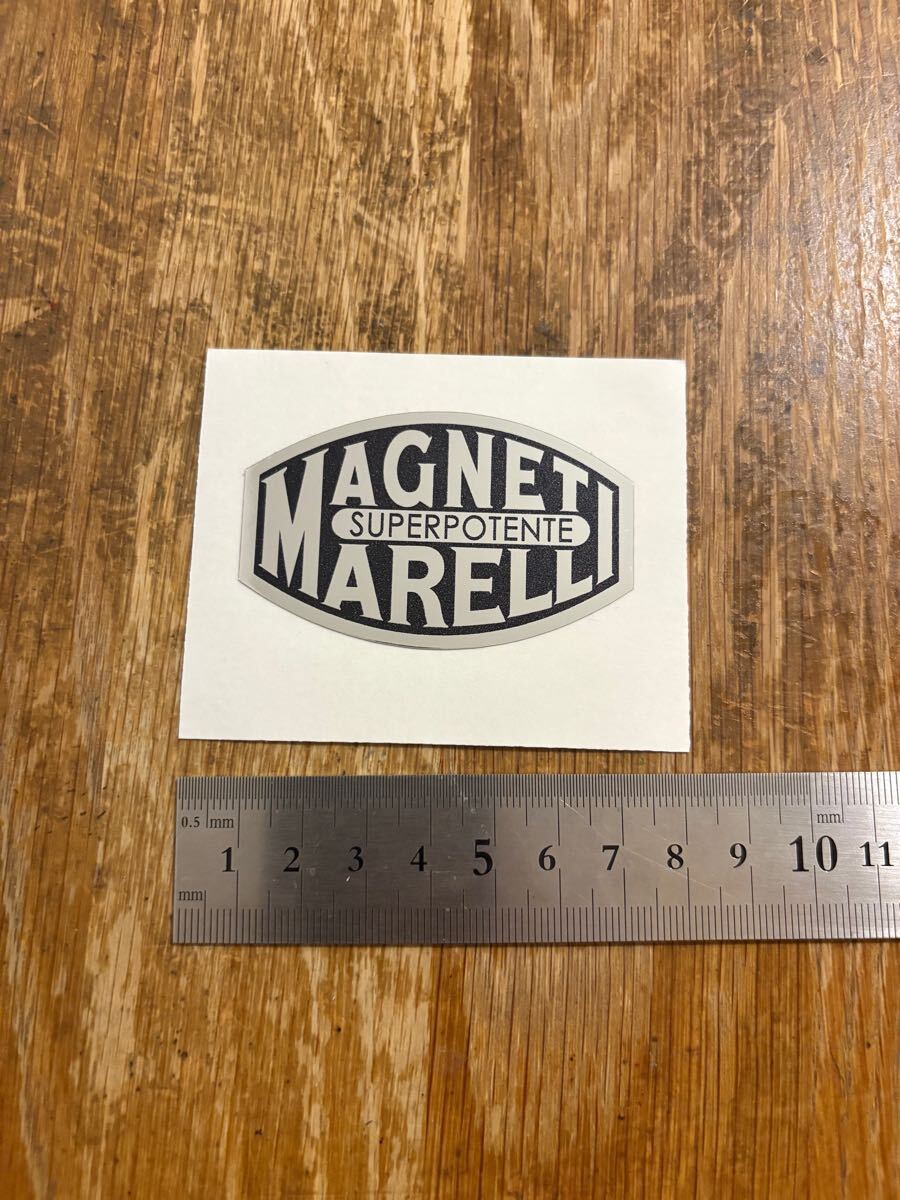 MAGNETI
SUPERPOTENTE
MARELLI
0.5 mm mm
1 2 3 4 5 6 7 8 9 10 11
mm